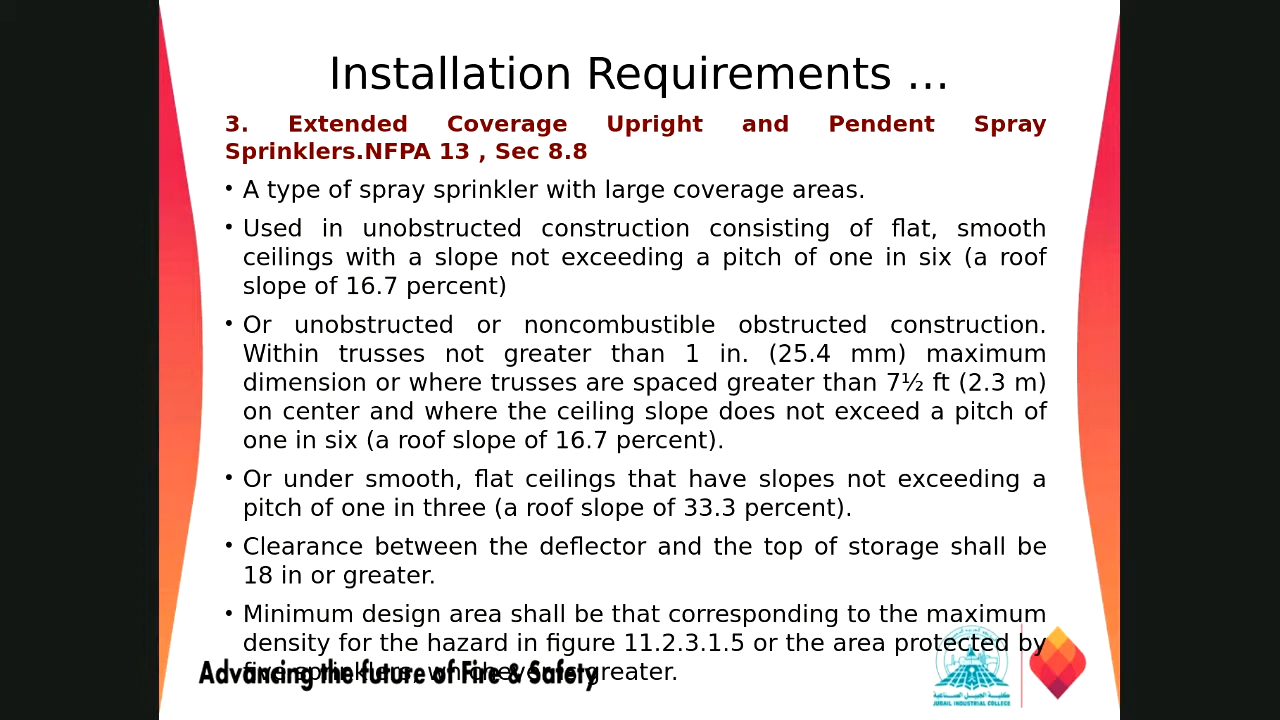 Installation Requirements ...
3. Extended Coverage Upright and Pendent Spray
Sprinklers.NFPA 13 , Sec 8.8
• A type of spray sprinkler with large coverage areas.
• Used in unobstructed construction consisting of flat, smooth
ceilings with a slope not exceeding a pitch of one in six (a roof
slope of 16.7 percent)
• Or unobstructed or noncombustible obstructed construction.
Within trusses not greater than 1 in. (25.4 mm) maximum
dimension or where trusses are spaced greater than 7½ ft (2.3 m)
on center and where the ceiling slope does not exceed a pitch of
one in six (a roof slope of 16.7 percent).
• Or under smooth, flat ceilings that have slopes not exceeding a
pitch of one in three (a roof slope of 33.3 percent).
• Clearance between the deflector and the top of storage shall be
18 in or greater.
• Minimum design area shall be that corresponding to the maximum
density for the hazard in figure 11.2.3.1.5 or the area protected by
five sprinklers, whichever is greater.
Advancing the future of Fire & Safety
كلية الجبيل الصناعية
JUBAIL INDUSTRIAL COLLEGE